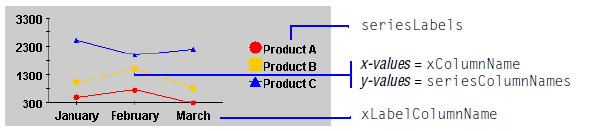 3300
2300
1300
300
January February March
Product A
Product B
Product C
seriesLabels
x-values = xColumnName
y-values = seriesColumnNames
xLabelColumnName